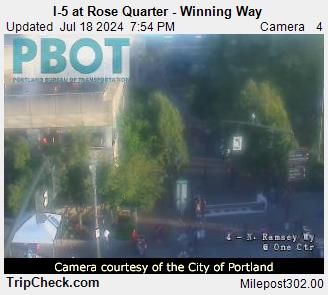 I-5 at Rose Quarter - Winning Way
Updated Jul 18 2024 7:54 PM Camera 4
PBOT
PORTLAND BUREAU OF TRANSPORTATION
4 - N. Ramsey Wy
@ One Ctr
Camera courtesy of the City of Portland
TripCheck.com Milepost302.00